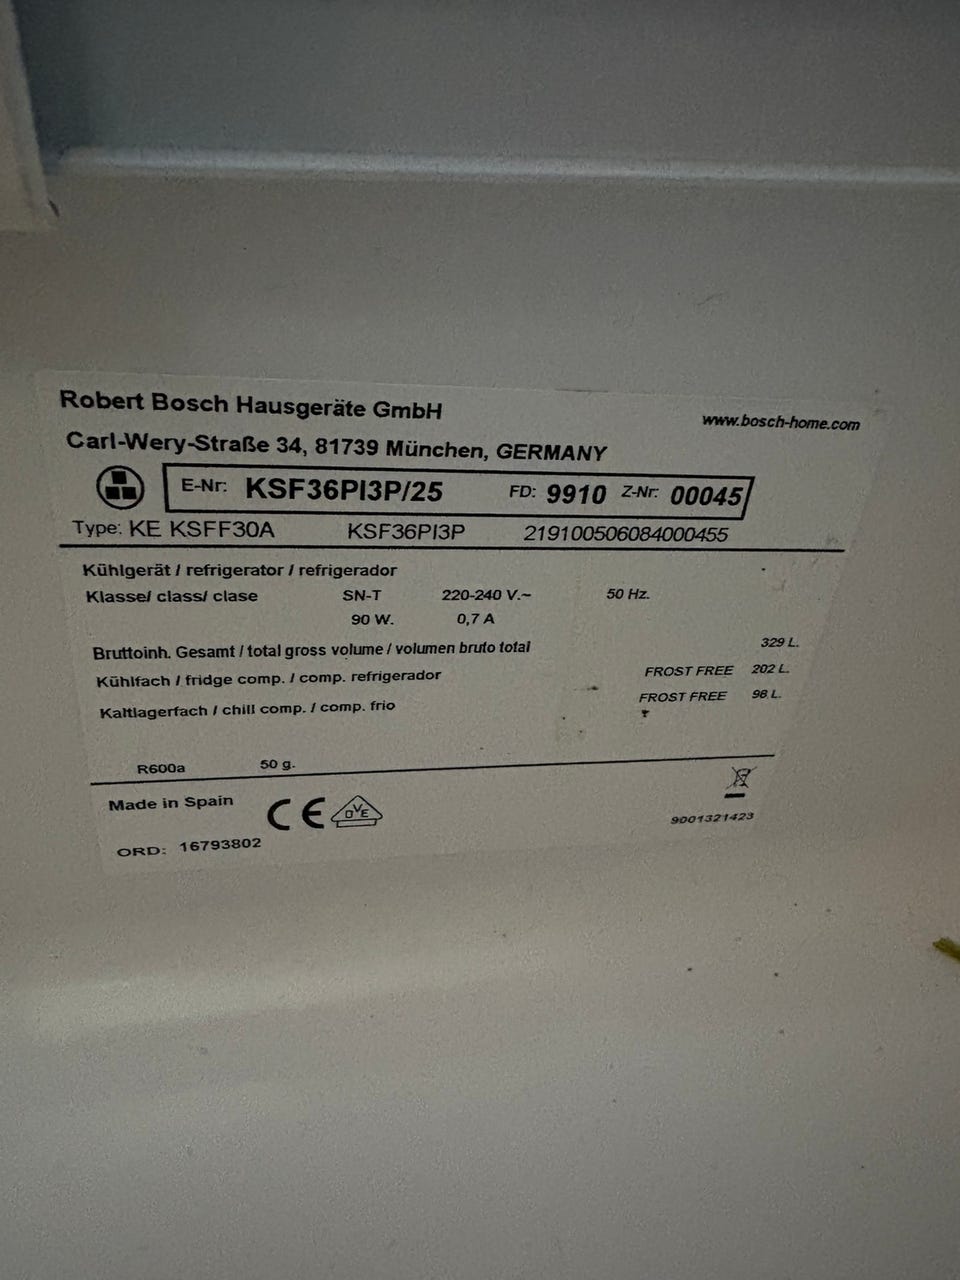 Robert Bosch Hausgeräte GmbH
www.bosch-home.com
Carl-Wery-Straße 34, 81739 München, GERMANY
E-Nr: KSF36PI3P/25 FD: 9910 Z-Nr: 00045
Type: KE KSFF30A KSF36PI3P 219100506084000455
Kühlgerät / refrigerator / refrigerador
Klasse/ class/ clase SN-T 220-240 V.~ 50 Hz.
90 W. 0,7 A
Bruttoinh. Gesamt / total gross volume / volumen bruto total 329 L.
Kühlfach / fridge comp. / comp. refrigerador FROST FREE 202 L.
Kaltlagerfach / chill comp. / comp. frio FROST FREE 98 L.
R600a 50 g.
Made in Spain CE OVE
9001321423
ORD: 16793802